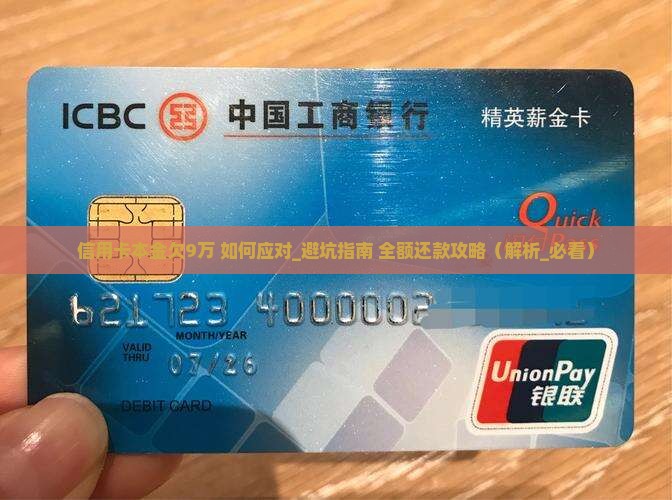 ICBC 中国工商银行 精英薪金卡
Quick
信用卡本金欠9万 如何应对_避坑指南 全额还款攻略（解析_必看）
621723 4000002
MONTH/YEAR
VALID
THRU
07/26
DEBIT CARD
UnionPay
银联